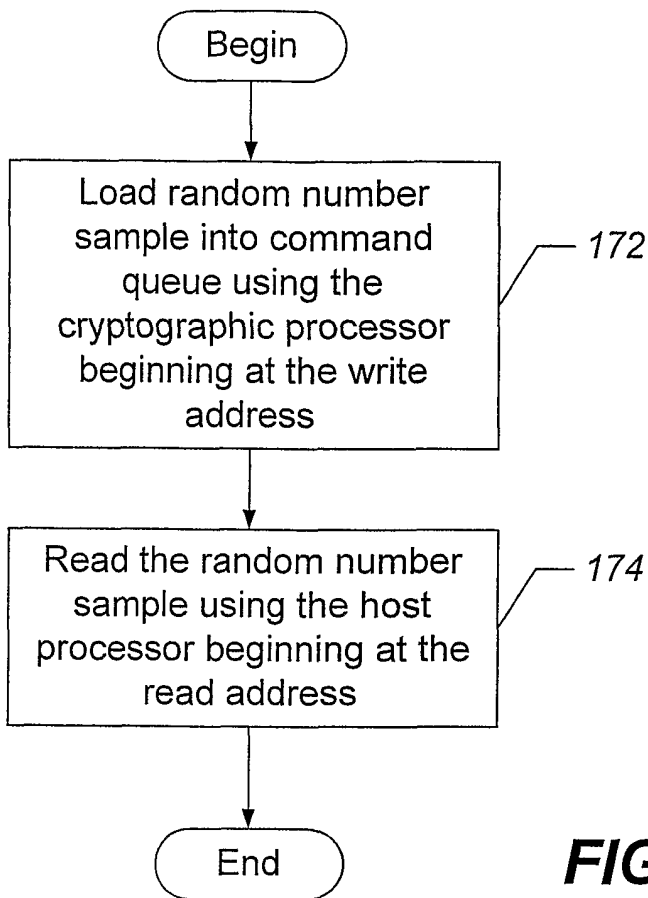 Begin
Load random number
sample into command
queue using the
cryptographic processor
beginning at the write
address
172
Read the random number
sample using the host
processor beginning at the
read address
174
End
FIG